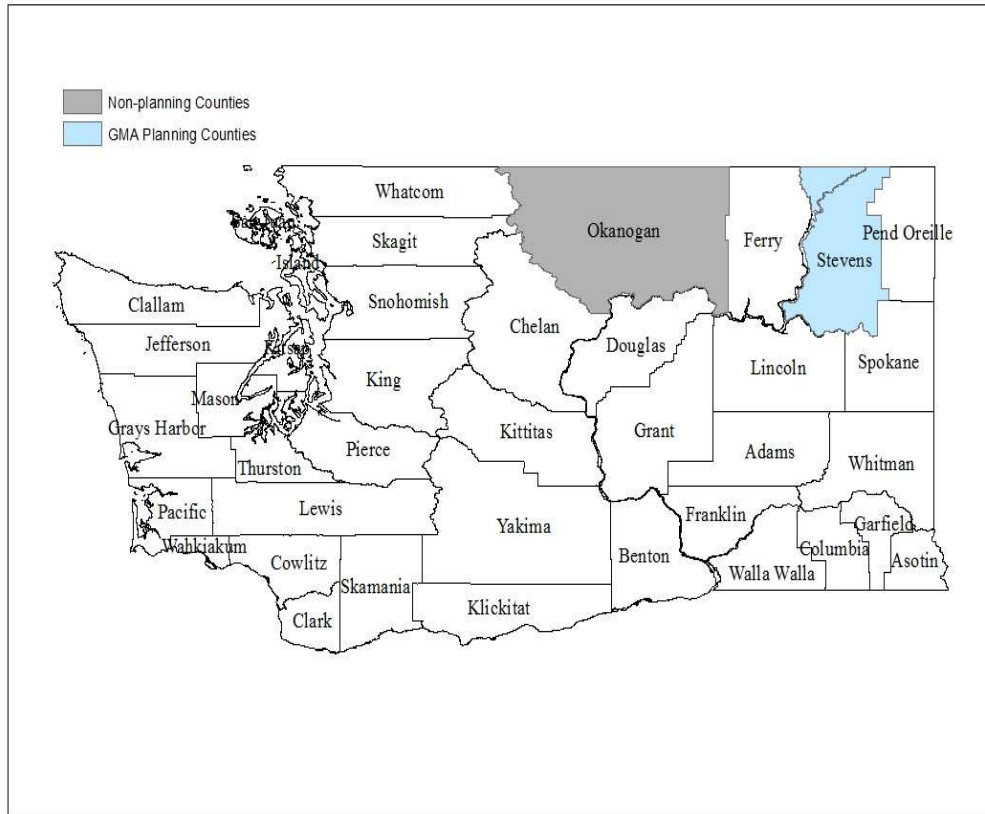 Non-planning Counties
GMA Planning Counties
Whatcom
Okanogan
Ferry
Pend Oreille
Skagit
Stevens
Island
Snohomish
Clallam
Chelan
Jefferson
Douglas
Lincoln
Spokane
King
Mason
Grays Harbor
Kittitas
Grant
Pierce
Adams
Whitman
Thurston
Pacific
Lewis
Yakima
Franklin
Garfield
Wahkiakum
Cowlitz
Benton
Columbia
Asotin
Skamania
Walla Walla
Clark
Klickitat